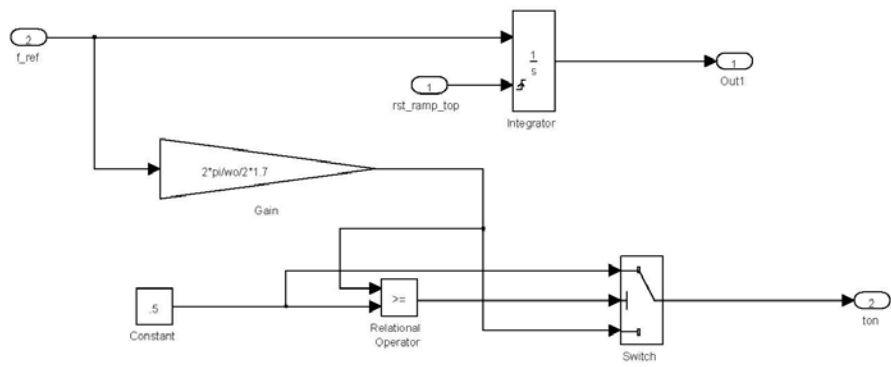 2
f_ref
1
s
Integrator
1
rst_ramp_top
1
Out1
2*pi/wo/2*1.7
Gain
.5
Constant
>=
Relational
Operator
Switch
2
ton